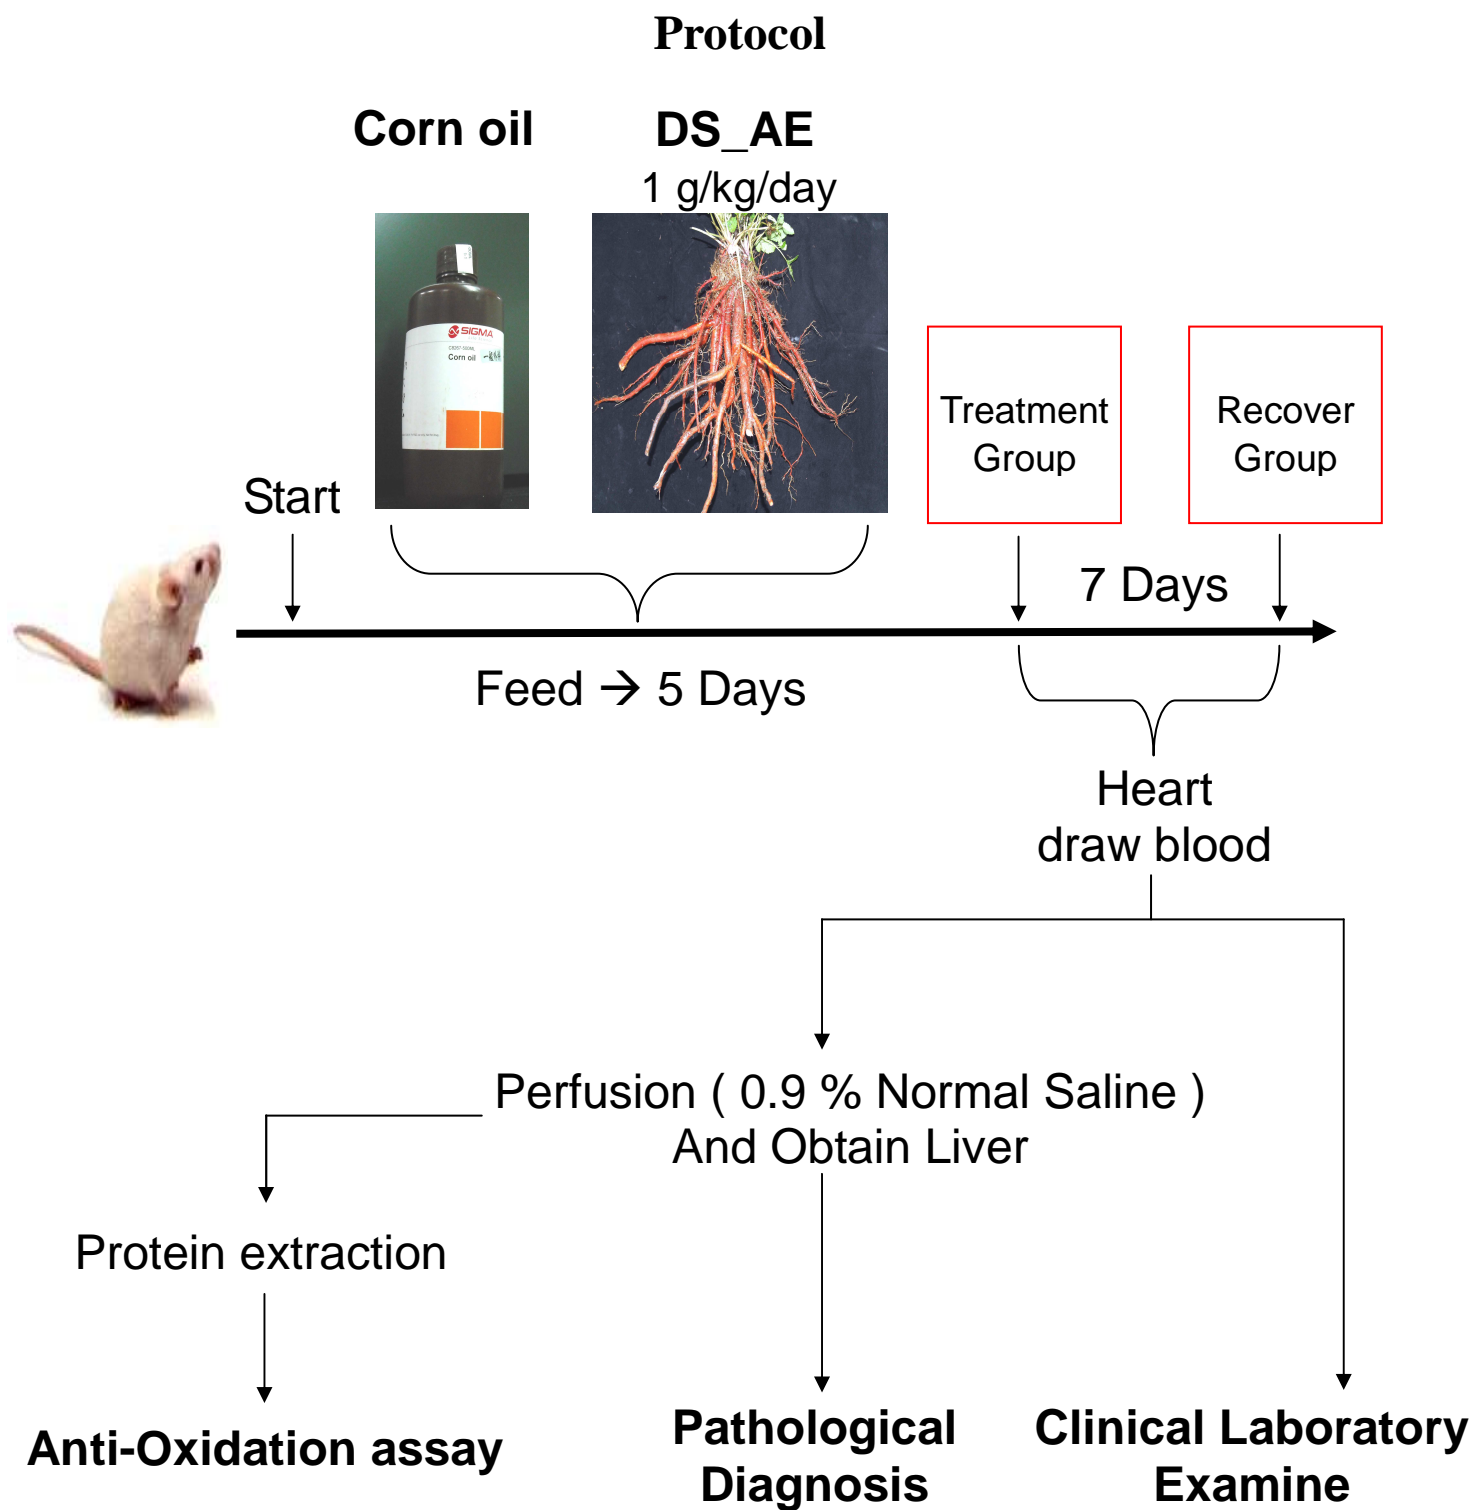 Protocol
Corn oil
DS_AE
1 g/kg/day
SIGMA
Corn oil
Treatment
Group
Recover
Group
Start
7 Days
Feed → 5 Days
Heart
draw blood
Perfusion ( 0.9 % Normal Saline )
And Obtain Liver
Protein extraction
Anti-Oxidation assay
Pathological
Diagnosis
Clinical Laboratory
Examine